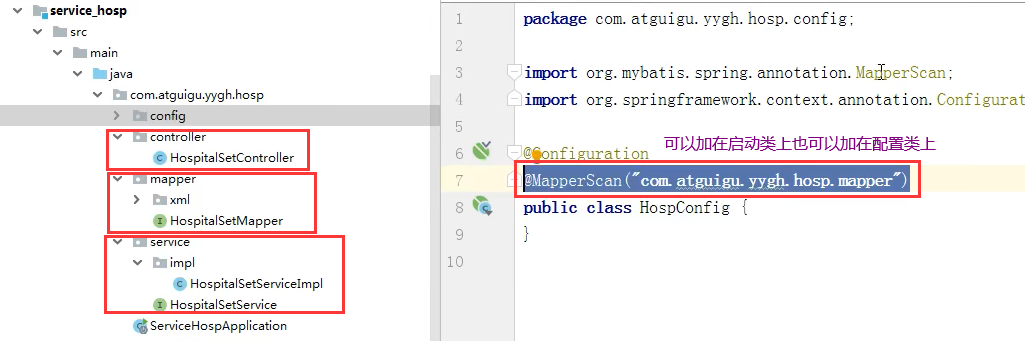 service_hosp
src
main
java
com.atguigu.yygh.hosp
config
controller
HospitalSetController
mapper
xml
HospitalSetMapper
service
impl
HospitalSetServiceImpl
HospitalSetService
ServiceHospApplication
1 package com.atguigu.yygh.hosp.config;
2
3 import org.mybatis.spring.annotation.MapperScan;
4 import org.springframework.context.annotation.Configurat
5
可以加在启动类上也可以加在配置类上
6 @Configuration
7 @MapperScan("com.atguigu.yygh.hosp.mapper")
8 public class HospConfig {
9 }
10